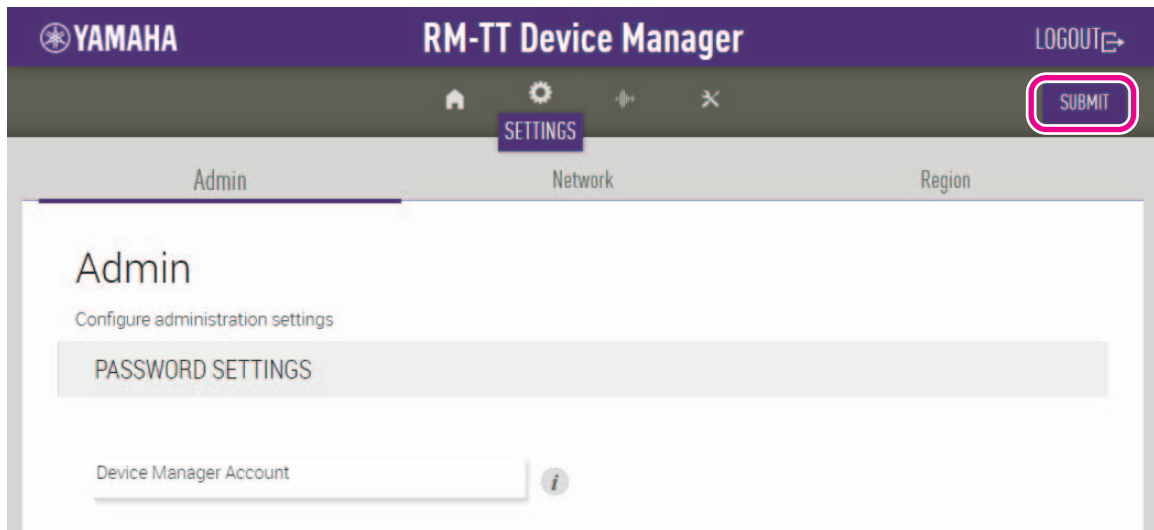 YAMAHA RM-TT Device Manager LOGOUT
SUBMIT
SETTINGS
Admin Network Region
Admin
Configure administration settings
PASSWORD SETTINGS
Device Manager Account
i